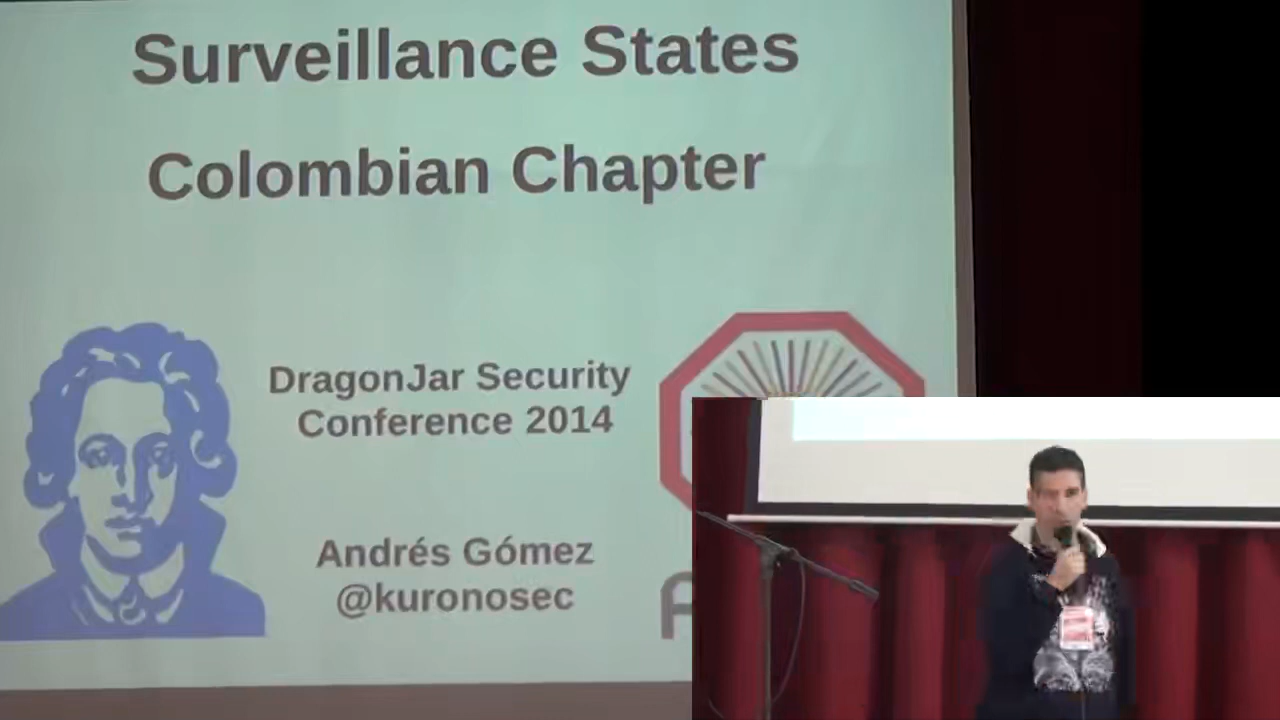 Surveillance States
Colombian Chapter
DragonJar Security
Conference 2014
Andrés Gómez
@kuronosec